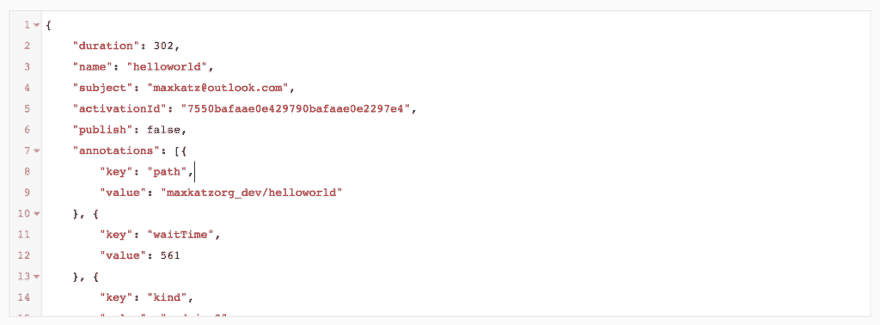 1 {
2 "duration": 302,
3 "name": "helloworld",
4 "subject": "maxkatz@outlook.com",
5 "activationId": "7550bafaae0e429790bafaae0e2297e4",
6 "publish": false,
7 "annotations": [{
8 "key": "path",
9 "value": "maxkatzorg_dev/helloworld"
10 }, {
11 "key": "waitTime",
12 "value": 561
13 }, {
14 "key": "kind",